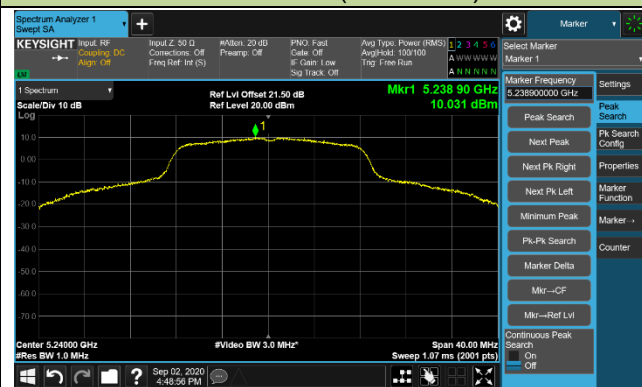 Spectrum Analyzer 1
Swept SA
Marker
KEYSIGHT
Input: RF
Coupling: DC
Align: Off
Input Z: 50 Ω
Corrections: Off
Freq Ref: Int (S)
#Atten: 20 dB
Preamp: Off
PNO: Fast
Gate: Off
IF Gain: Low
Sig Track: Off
Avg Type: Power (RMS)
Avg|Hold: 100/100
Trig: Free Run
1 2 3 4 5 6
A W W W W W
A N N N N N
LNI
Select Marker
Marker 1
1 Spectrum
Scale/Div 10 dB
Log
Ref Lvl Offset 21.50 dB
Ref Level 20.00 dBm
Mkr1 5.238 90 GHz
10.031 dBm
1
10.0
0.00
-10.0
-20.0
-30.0
-40.0
-50.0
-60.0
-70.0
Center 5.24000 GHz
#Res BW 1.0 MHz
#Video BW 3.0 MHz*
Span 40.00 MHz
Sweep 1.07 ms (2001 pts)
Marker Frequency
5.238900000 GHz
Peak Search
Next Peak
Next Pk Right
Next Pk Left
Minimum Peak
Pk-Pk Search
Marker Delta
Mkr→CF
Mkr→Ref Lvl
Continuous Peak
Search
On
Off
Settings
Peak
Search
Pk Search
Config
Properties
Marker
Function
Marker→
Counter
Sep 02, 2020
4:48:56 PM